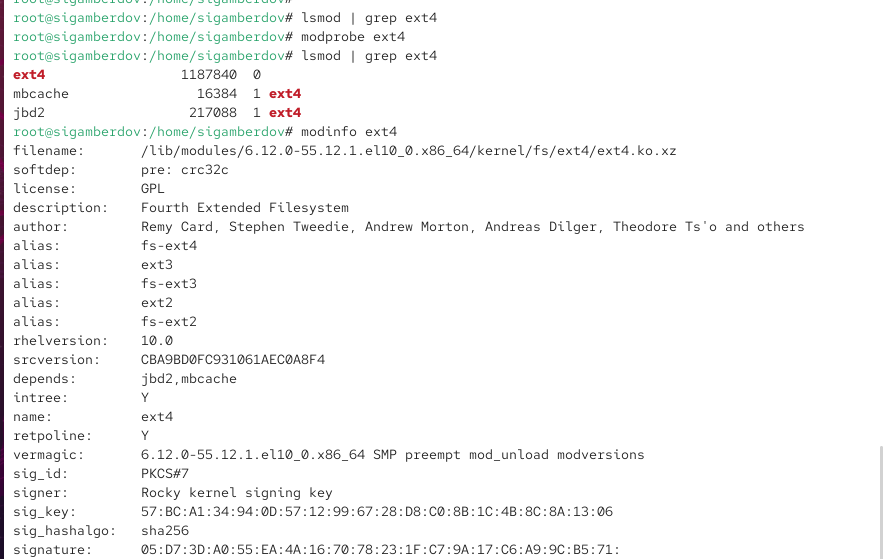 root@sigamberdov:/home/sigamberdov# lsmod | grep ext4
root@sigamberdov:/home/sigamberdov# modprobe ext4
root@sigamberdov:/home/sigamberdov# lsmod | grep ext4
ext4                 1187840  0
mbcache                16384  1 ext4
jbd2                  217088  1 ext4
root@sigamberdov:/home/sigamberdov# modinfo ext4
filename:       /lib/modules/6.12.0-55.12.1.el10_0.x86_64/kernel/fs/ext4/ext4.ko.xz
softdep:        pre: crc32c
license:        GPL
description:    Fourth Extended Filesystem
author:         Remy Card, Stephen Tweedie, Andrew Morton, Andreas Dilger, Theodore Ts'o and others
alias:          fs-ext4
alias:          ext3
alias:          fs-ext3
alias:          ext2
alias:          fs-ext2
rhelversion:    10.0
srcversion:     CBA9BD0FC931061AEC0A8F4
depends:        jbd2,mbcache
intree:         Y
name:           ext4
retpoline:      Y
vermagic:       6.12.0-55.12.1.el10_0.x86_64 SMP preempt mod_unload modversions
sig_id:         PKCS#7
signer:         Rocky kernel signing key
sig_key:        57:BC:A1:34:94:0D:57:12:99:67:28:D8:C0:8B:1C:4B:8C:8A:13:06
sig_hashalgo:   sha256
signature:      05:D7:3D:A0:55:EA:4A:16:70:78:23:1F:C7:9A:17:C6:A9:9C:B5:71: